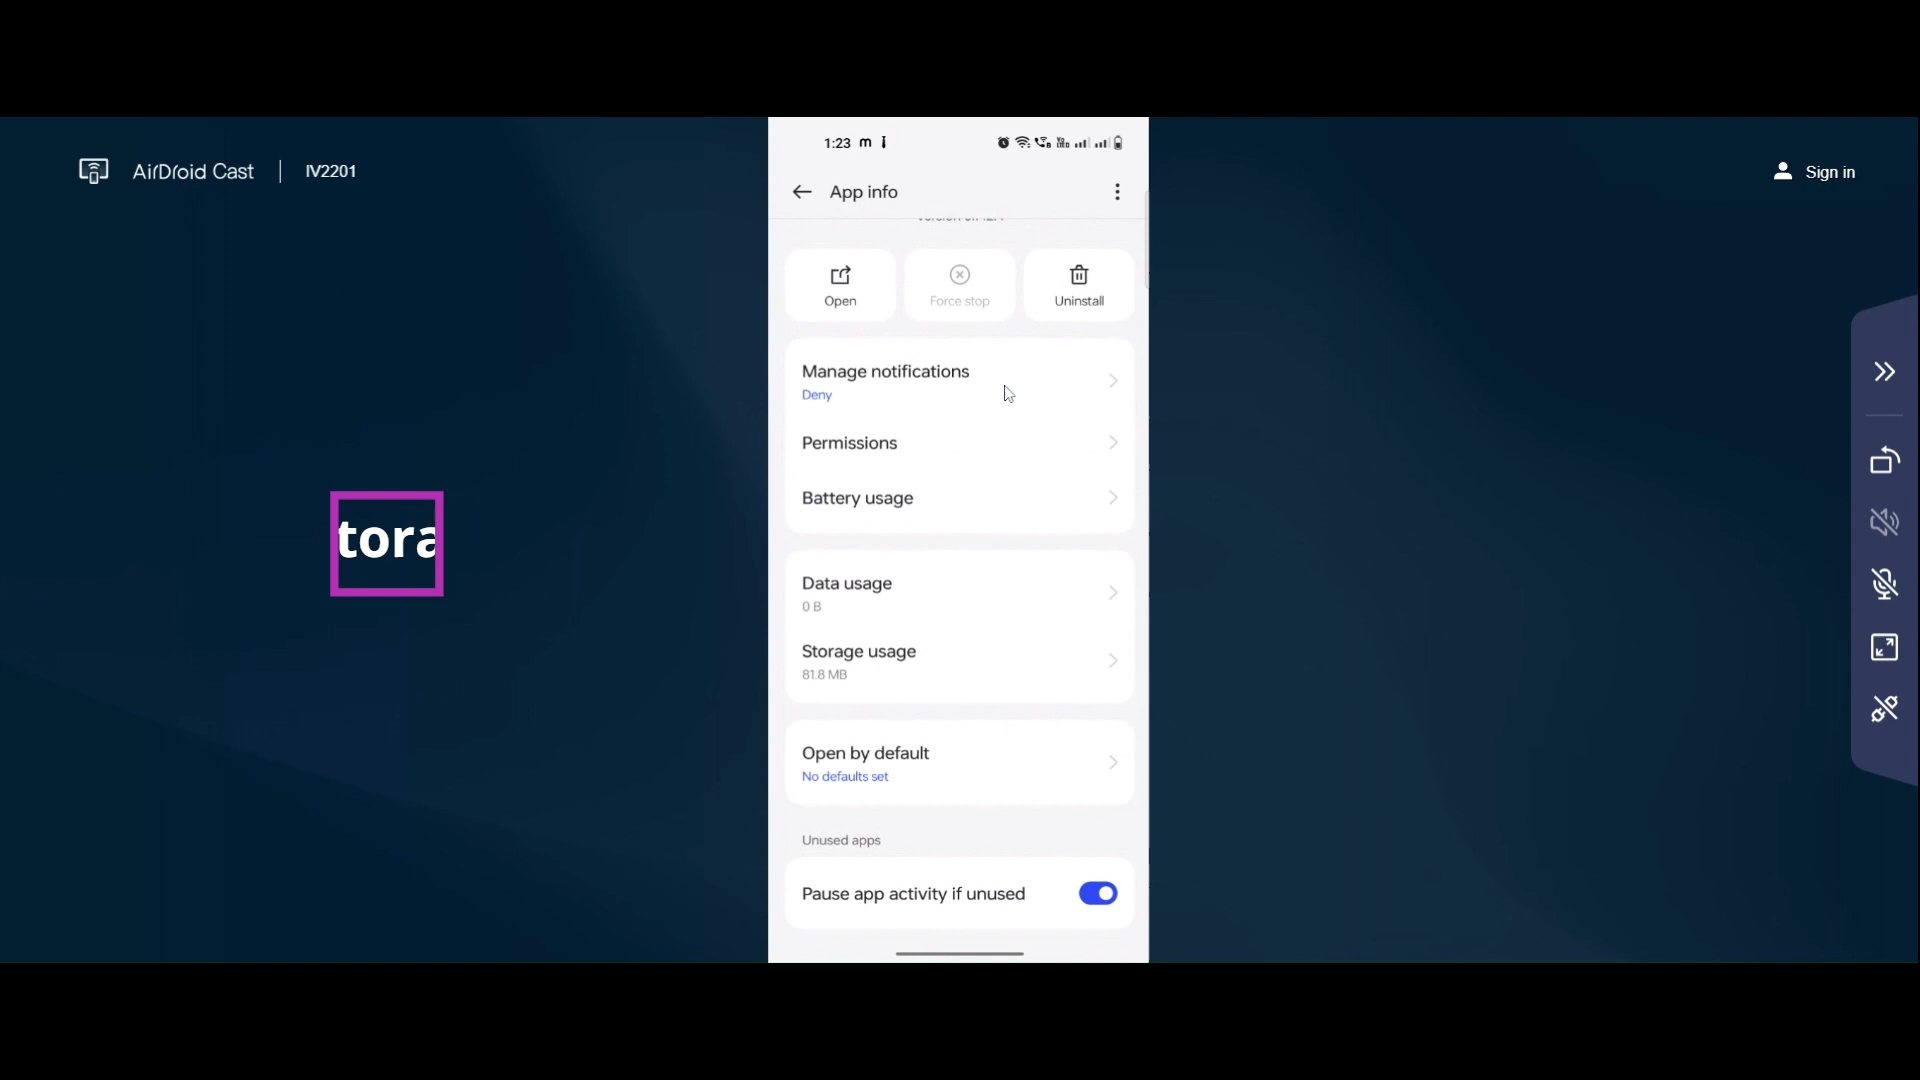 1:23
AirDroid Cast | IV2201
Sign in
App info
Open
Force stop
Uninstall
Manage notifications
Deny
Permissions
Battery usage
tora
Data usage
0 B
Storage usage
81.8 MB
Open by default
No defaults set
Unused apps
Pause app activity if unused